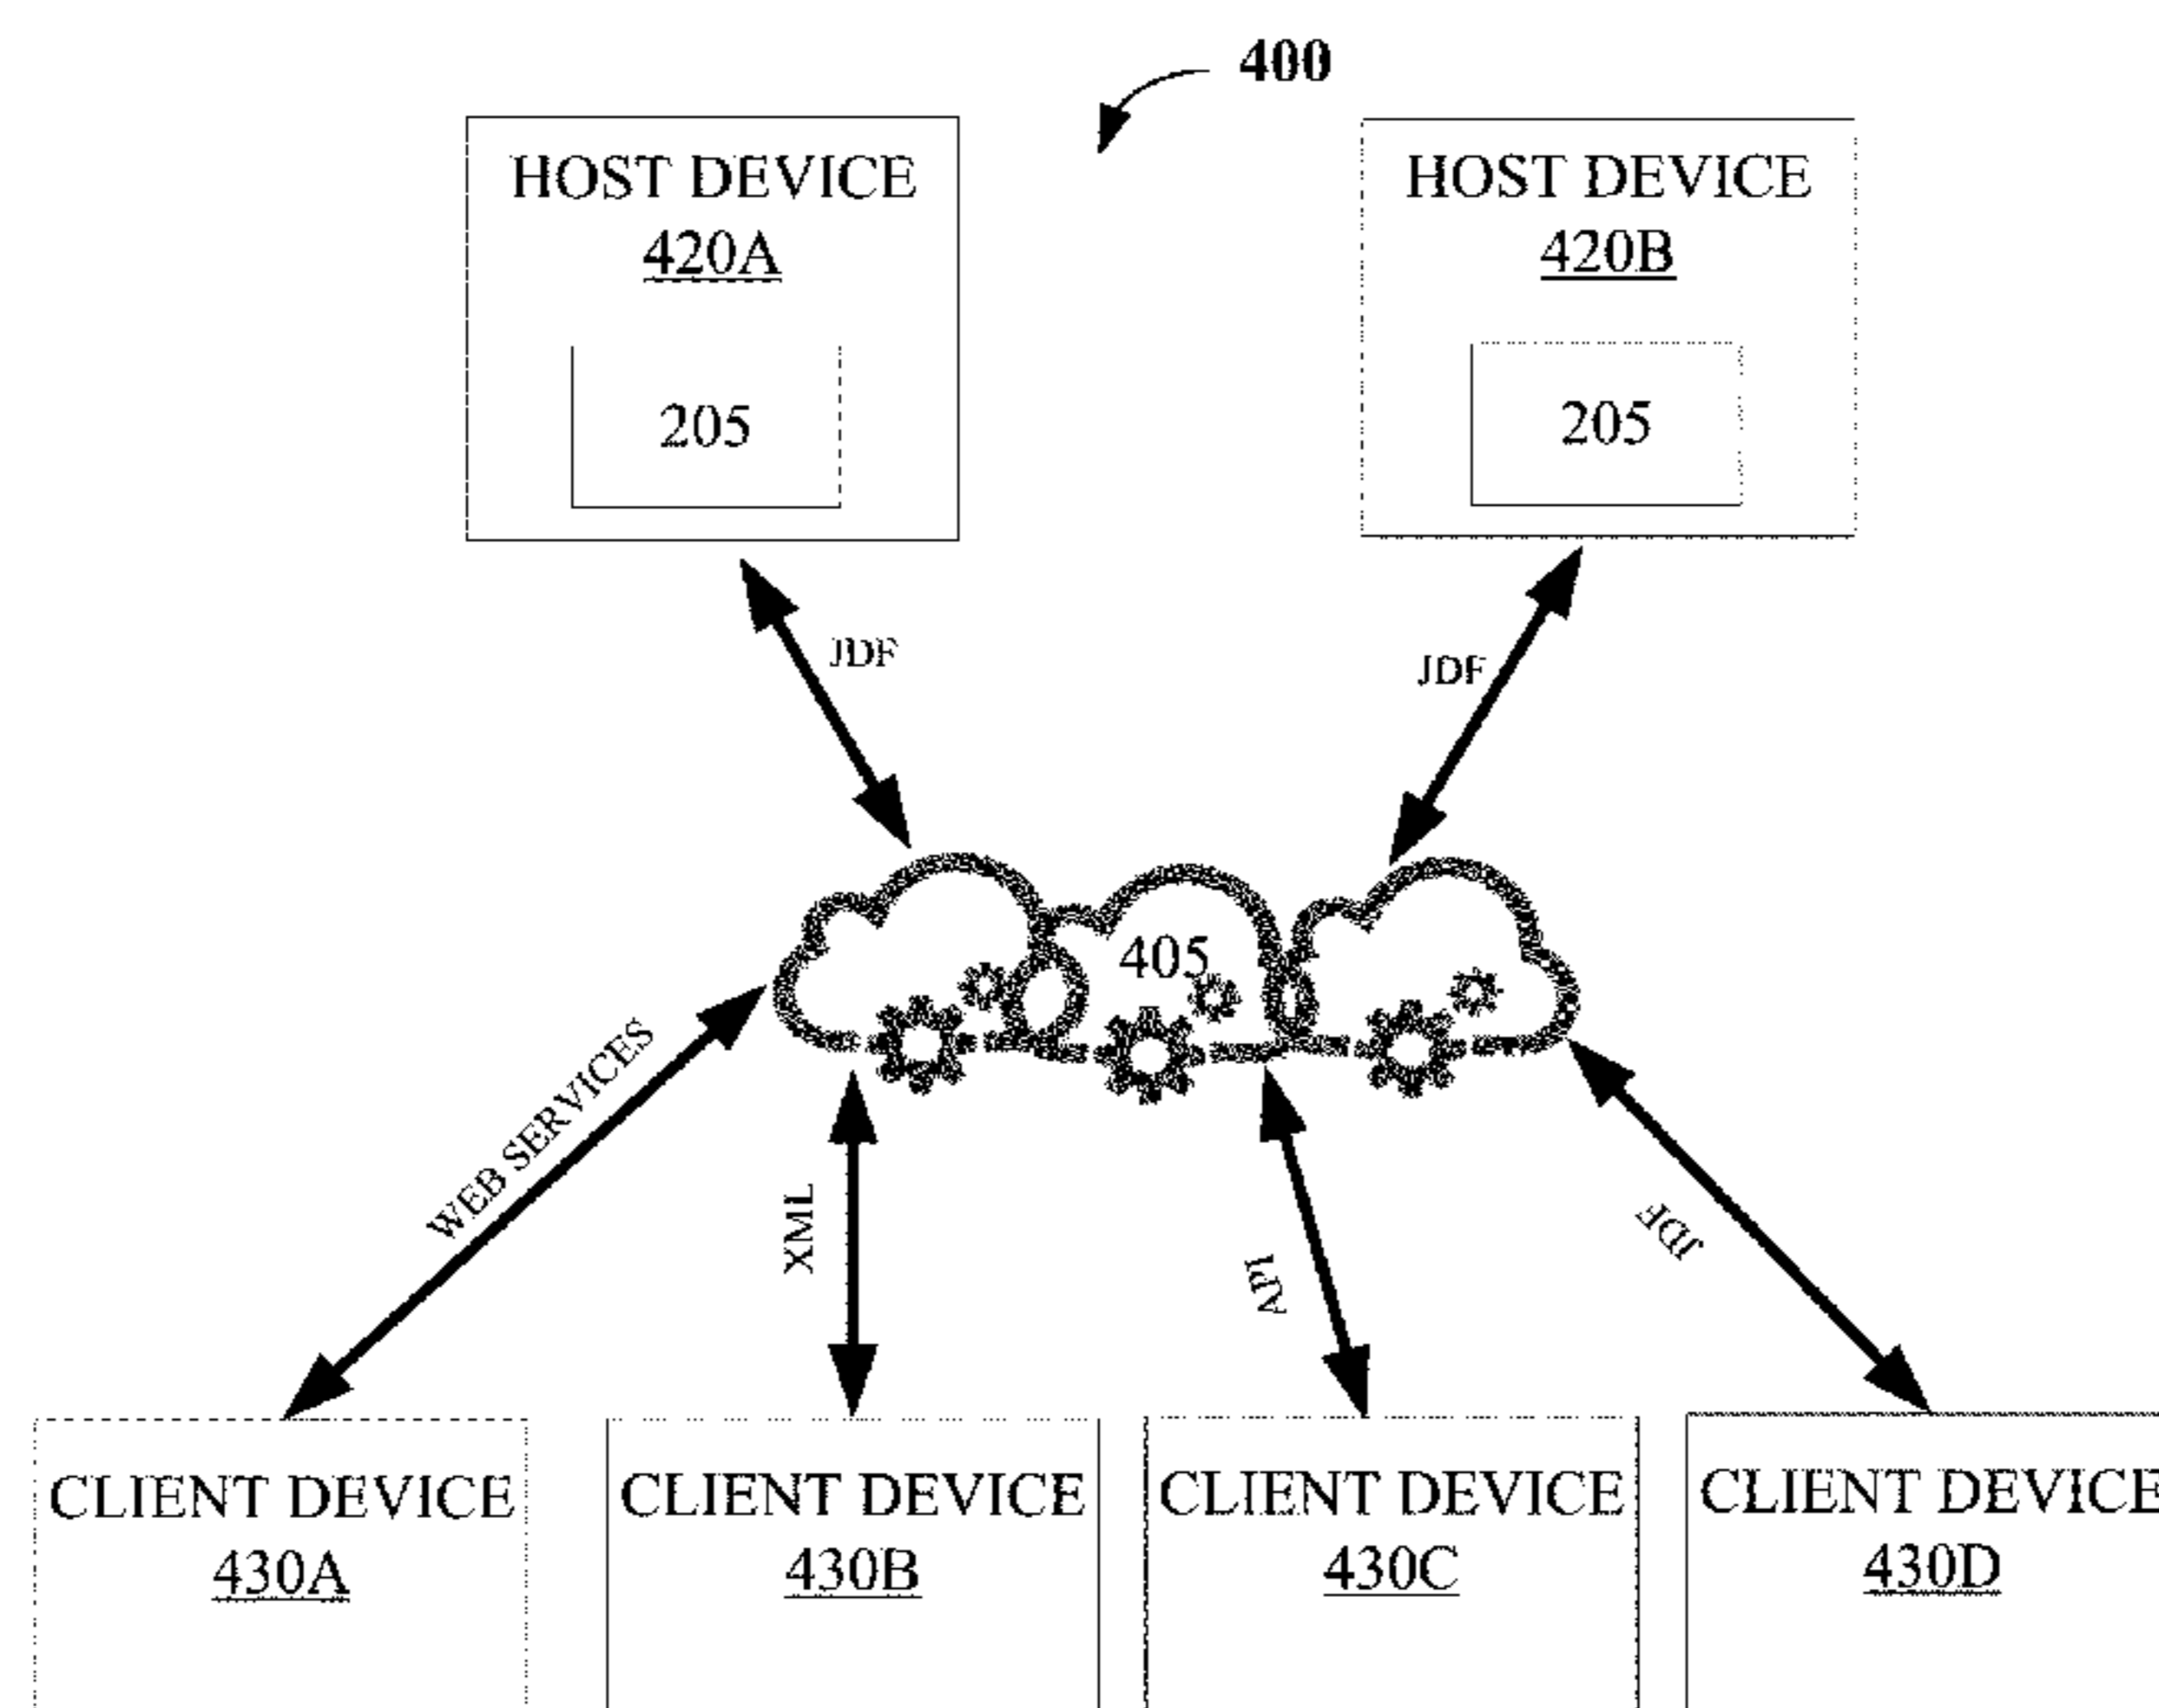 400
HOST DEVICE
420A
205
HOST DEVICE
420B
205
JDF
JDF
405
WEB SERVICES
XML
API
JDF
CLIENT DEVICE
430A
CLIENT DEVICE
430B
CLIENT DEVICE
430C
CLIENT DEVICE
430D